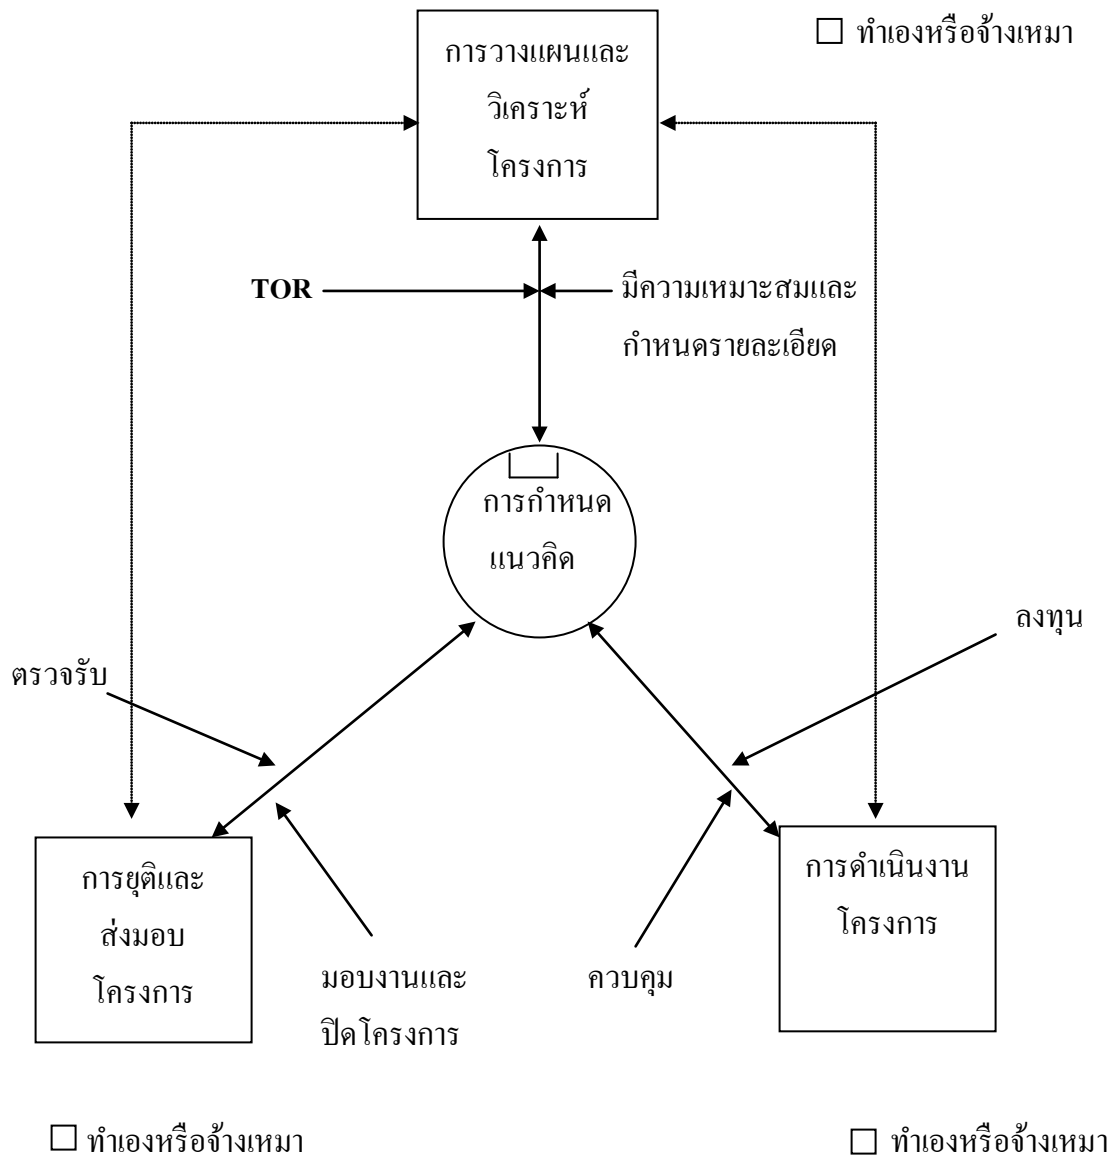 ☐ ทำเองหรือจ้างเหมา
การวางแผนและ
วิเคราะห์
โครงการ
TOR
มีความเหมาะสมและ
กำหนดรายละเอียด
การกำหนด
แนวคิด
ลงทุน
ตรวจรับ
การยุติและ
ส่งมอบ
โครงการ
มอบงานและ
ปิดโครงการ
ควบคุม
การดำเนินงาน
โครงการ
☐ ทำเองหรือจ้างเหมา
☐ ทำเองหรือจ้างเหมา